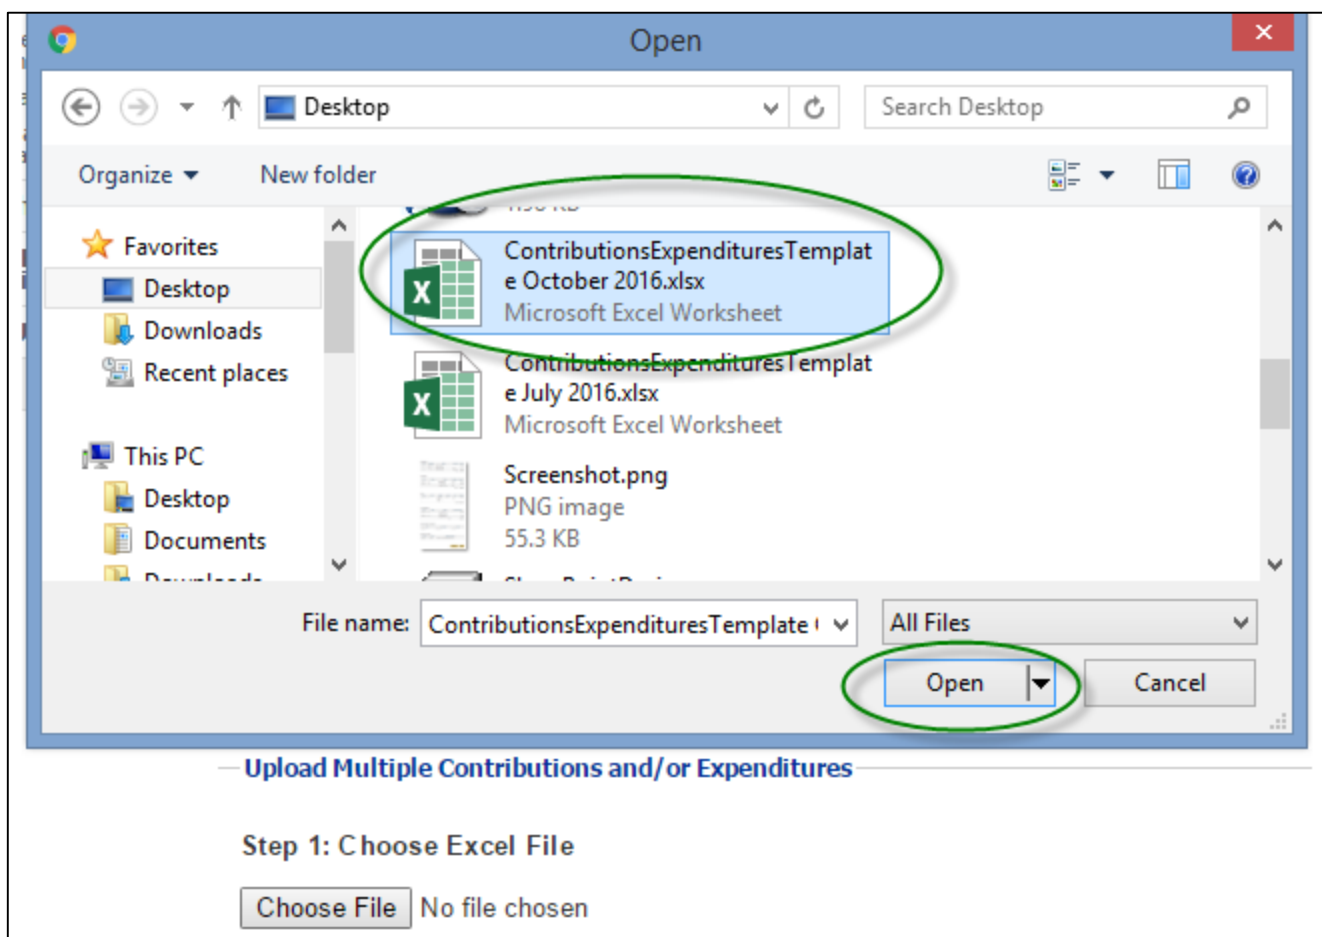 Open
Desktop
Search Desktop
Organize
New folder
Favorites
Desktop
Downloads
Recent places
This PC
Desktop
Documents
Downloads
ContributionsExpendituresTemplat
e October 2016.xlsx
Microsoft Excel Worksheet
ContributionsExpendituresTemplat
e July 2016.xlsx
Microsoft Excel Worksheet
Screenshot.png
PNG image
55.3 KB
File name: ContributionsExpendituresTemplate
All Files
Open
Cancel
Upload Multiple Contributions and/or Expenditures
Step 1: Choose Excel File
Choose File No file chosen